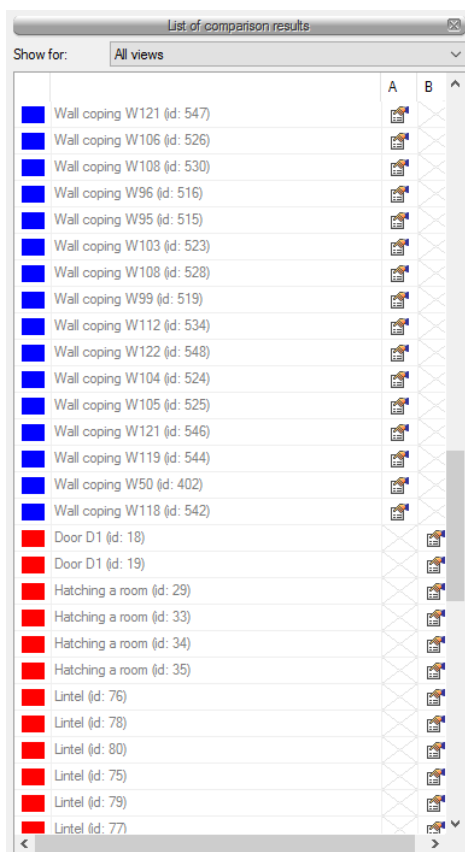 List of comparison results
Show for: All views
A B
Wall coping W121 (id: 547)
Wall coping W106 (id: 526)
Wall coping W108 (id: 530)
Wall coping W96 (id: 516)
Wall coping W95 (id: 515)
Wall coping W103 (id: 523)
Wall coping W108 (id: 528)
Wall coping W99 (id: 519)
Wall coping W112 (id: 534)
Wall coping W122 (id: 548)
Wall coping W104 (id: 524)
Wall coping W105 (id: 525)
Wall coping W121 (id: 546)
Wall coping W119 (id: 544)
Wall coping W50 (id: 402)
Wall coping W118 (id: 542)
Door D1 (id: 18)
Door D1 (id: 19)
Hatching a room (id: 29)
Hatching a room (id: 33)
Hatching a room (id: 34)
Hatching a room (id: 35)
Lintel (id: 76)
Lintel (id: 78)
Lintel (id: 80)
Lintel (id: 75)
Lintel (id: 79)
Lintel (id: 77)